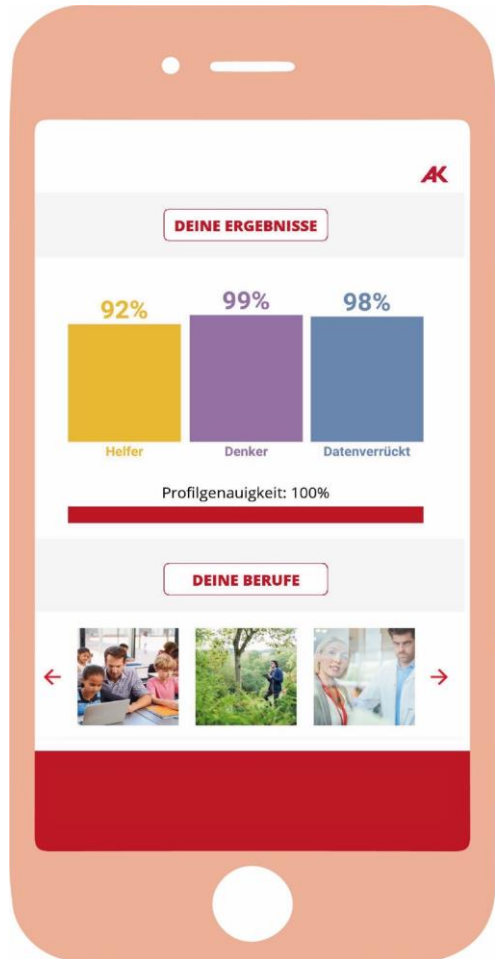 AK
DEINE ERGEBNISSE
92% 99% 98%
Helfer Denker Datenverrückt
Profilgenauigkeit: 100%
DEINE BERUFE